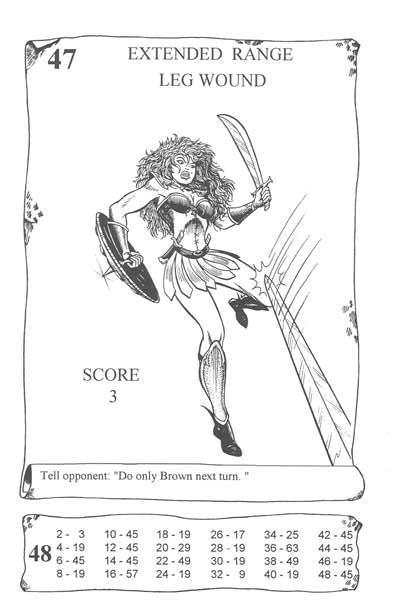 47
EXTENDED RANGE
LEG WOUND
SCORE
3
Tell opponent: "Do only Brown next turn. "
48
2 - 3 10 - 45 18 - 19 26 - 17 34 - 25 42 - 45
4 - 19 12 - 45 20 - 29 28 - 19 36 - 63 44 - 45
6 - 45 14 - 45 22 - 49 30 - 19 38 - 49 46 - 19
8 - 19 16 - 57 24 - 19 32 - 9 40 - 19 48 - 45